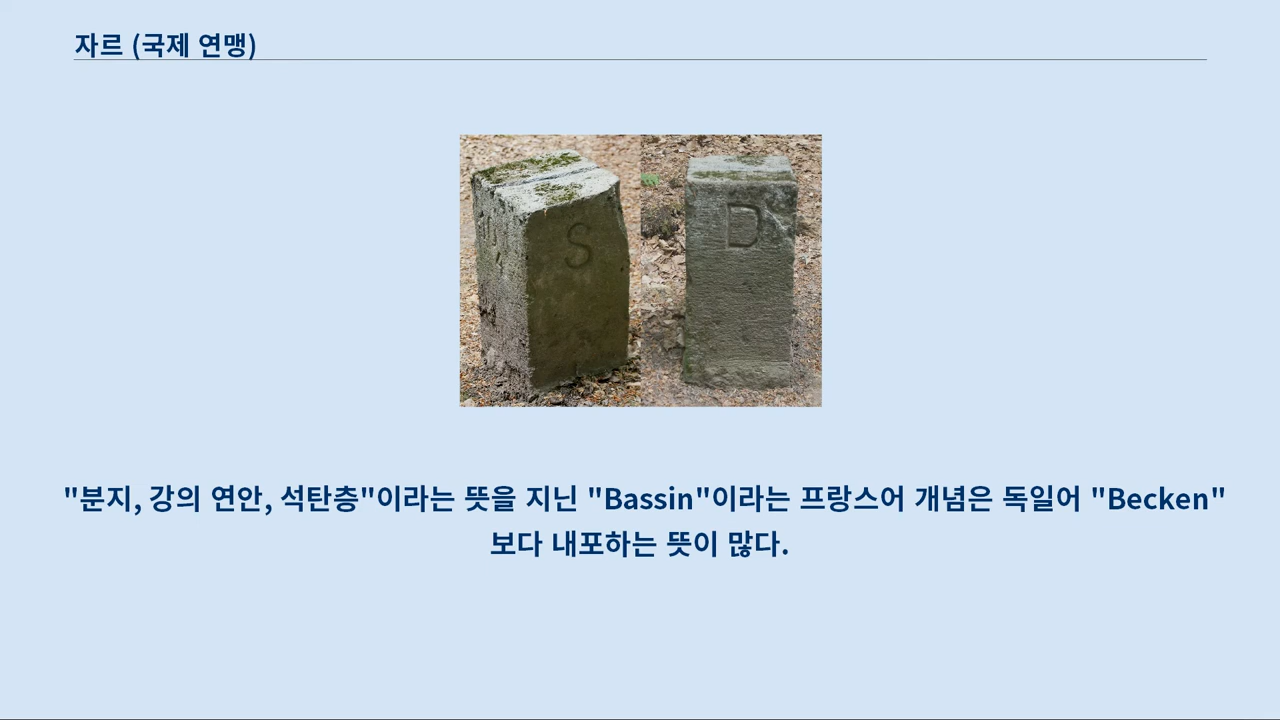 자르 (국제 연맹)
S
D
"분지, 강의 연안, 석탄층"이라는 뜻을 지닌 "Bassin"이라는 프랑스어 개념은 독일어 "Becken"
보다 내포하는 뜻이 많다.